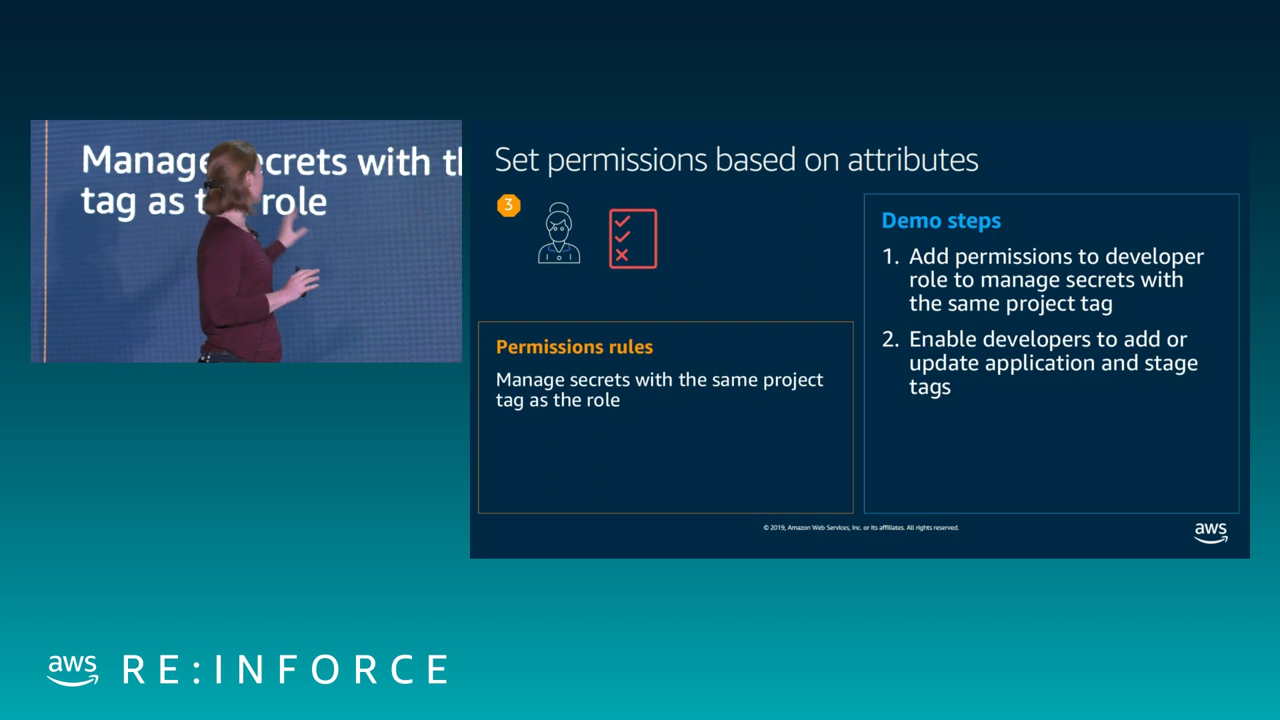 Manage ecrets with th
tag as t role
Set permissions based on attributes
3
Permissions rules
Manage secrets with the same project
tag as the role
Demo steps
1. Add permissions to developer
role to manage secrets with
the same project tag
2. Enable developers to add or
update application and stage
tags
© 2019, Amazon Web Services, Inc. or its affiliates. All rights reserved.
aws
aws RE:INFORCE